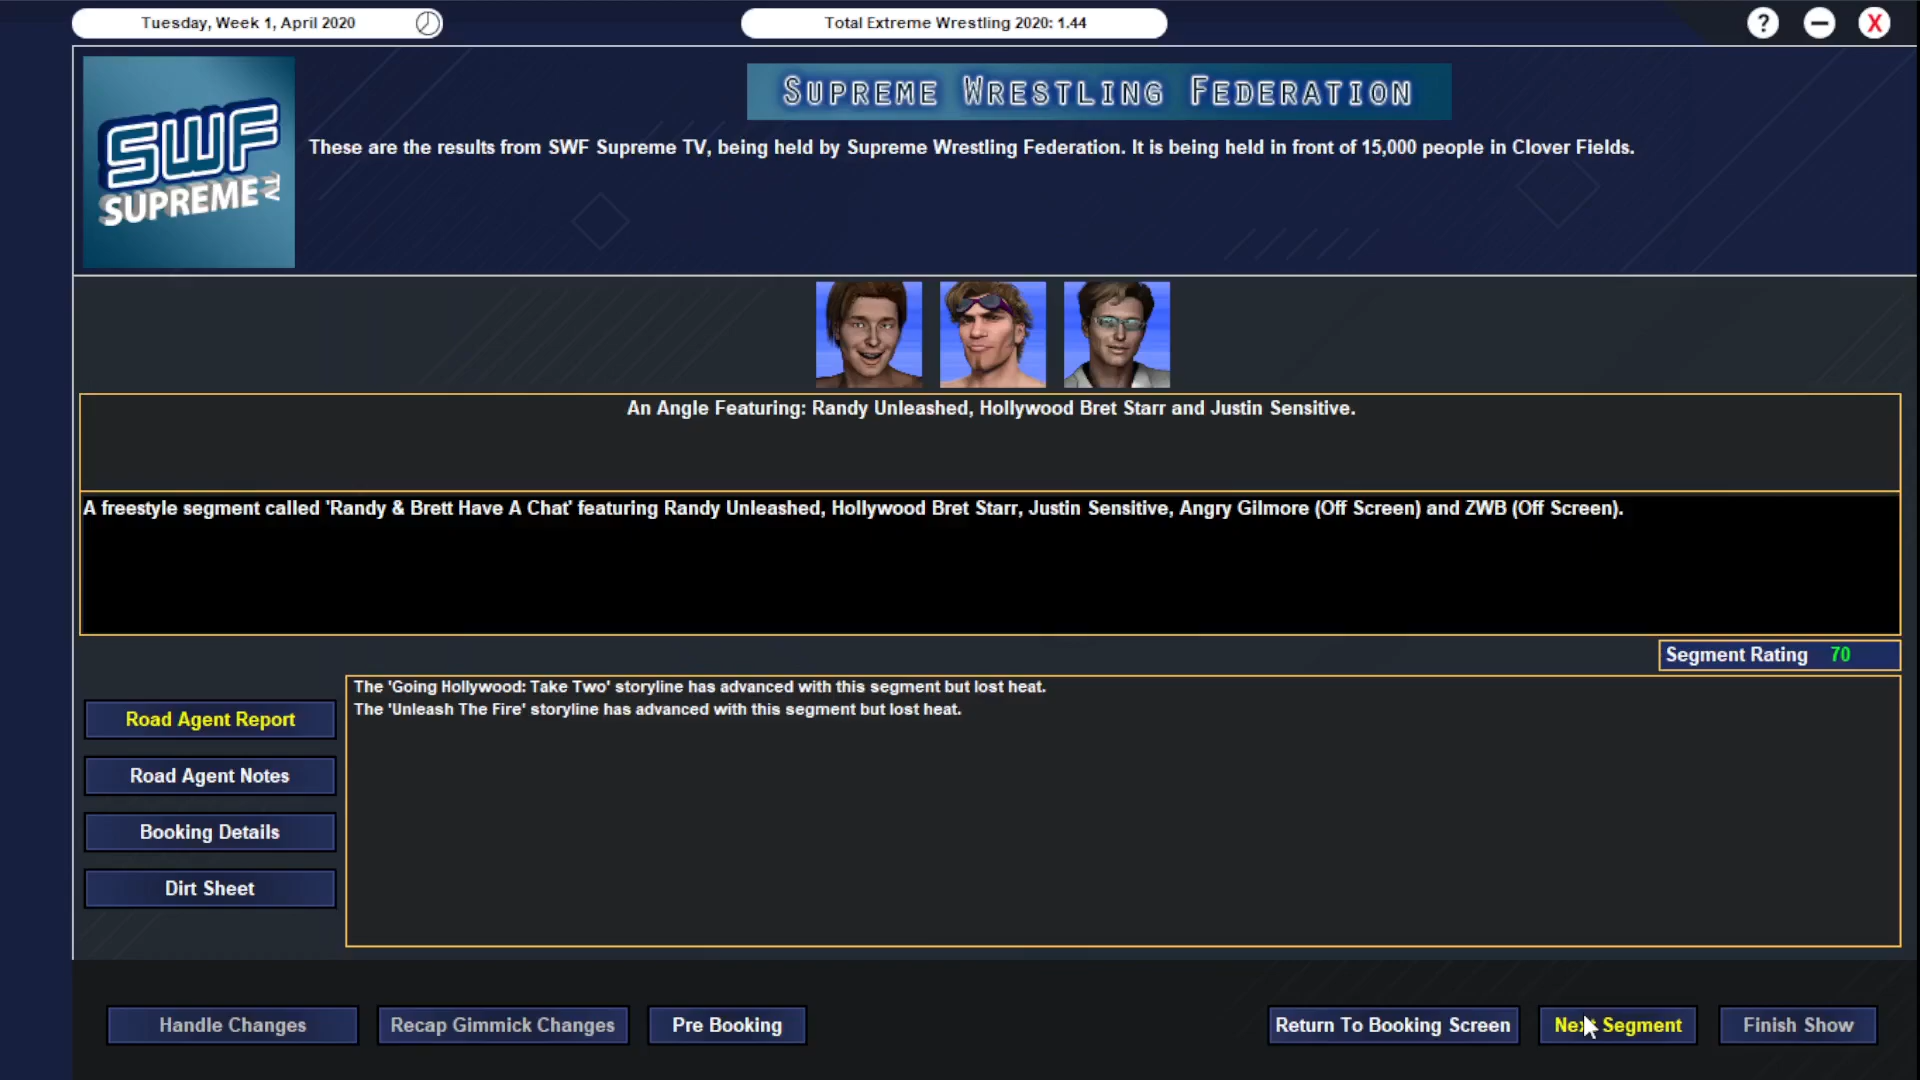 Tuesday, Week 1, April 2020
Total Extreme Wrestling 2020: 1.44
?
X
SWF
SUPREME TV
SUPREME WRESTLING FEDERATION
These are the results from SWF Supreme TV, being held by Supreme Wrestling Federation. It is being held in front of 15,000 people in Clover Fields.
An Angle Featuring: Randy Unleashed, Hollywood Bret Starr and Justin Sensitive.
A freestyle segment called 'Randy & Brett Have A Chat' featuring Randy Unleashed, Hollywood Bret Starr, Justin Sensitive, Angry Gilmore (Off Screen) and ZWB (Off Screen).
Segment Rating 70
Road Agent Report
Road Agent Notes
Booking Details
Dirt Sheet
The 'Going Hollywood: Take Two' storyline has advanced with this segment but lost heat.
The 'Unleash The Fire' storyline has advanced with this segment but lost heat.
Handle Changes
Recap Gimmick Changes
Pre Booking
Return To Booking Screen
Next Segment
Finish Show